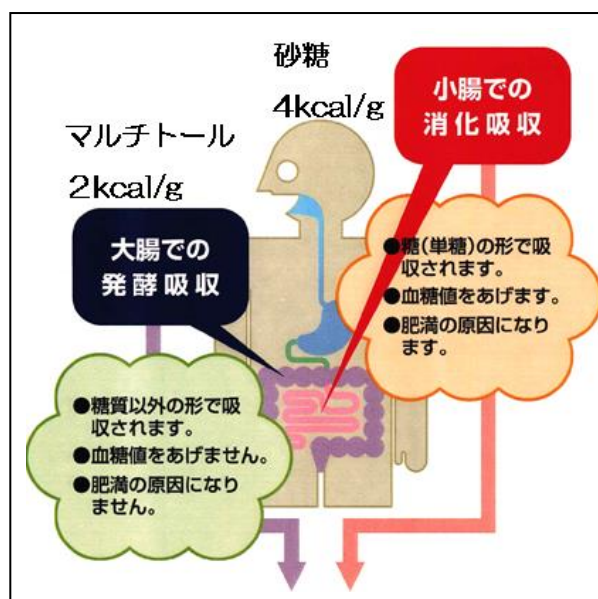 砂糖
4kcal/g
小腸での
消化吸収
●糖(単糖)の形で吸
収されます。
●血糖値をあげます。
●肥満の原因になり
ます。
マルチトール
2kcal/g
大腸での
発酵吸収
●糖質以外の形で吸
収されます。
●血糖値をあげません。
●肥満の原因になり
ません。